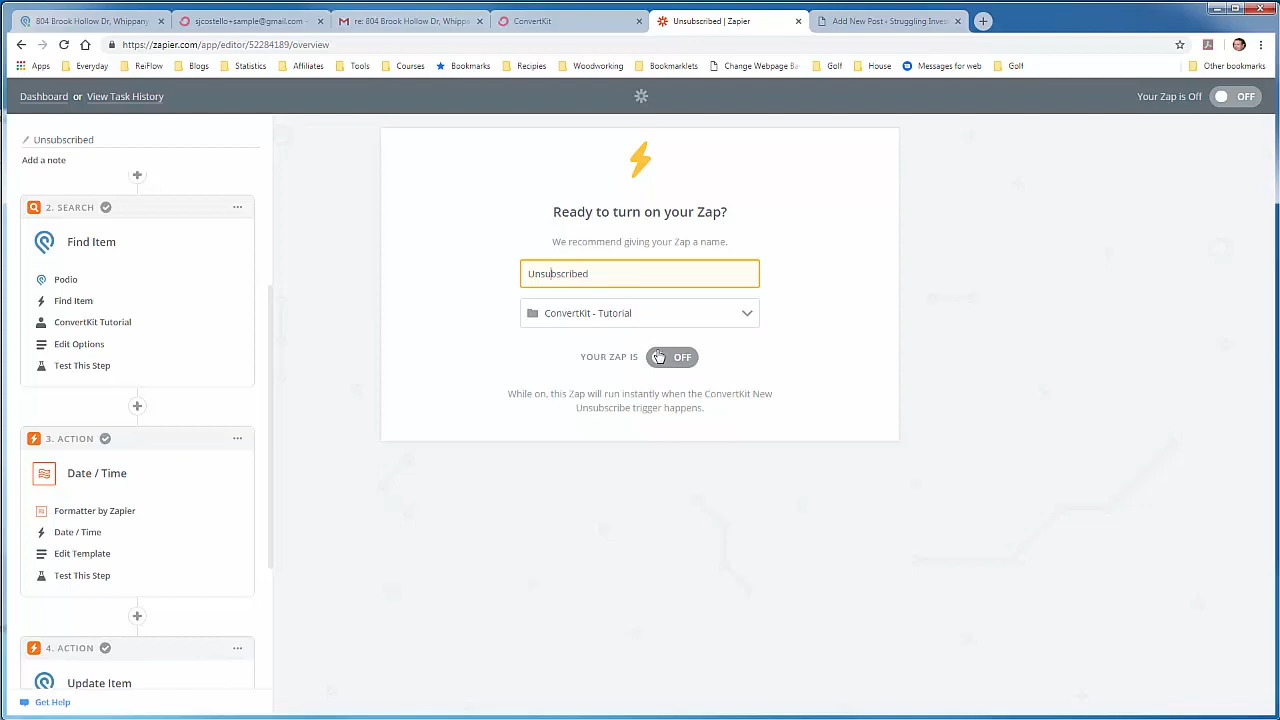 804 Brook Hollow Dr, Whippany
sjcostello+sample@gmail.com -
re: 804 Brook Hollow Dr, Whippa
ConvertKit
Unsubscribed | Zapier
Add New Post ‹ Struggling Inves
https://zapier.com/app/editor/52284189/overview
Apps
Everyday
ReiFlow
Blogs
Statistics
Affiliates
Tools
Courses
Bookmarks
Recipies
Woodworking
Bookmarklets
Change Webpage Ba
Golf
House
Messages for web
Golf
Other bookmarks
Dashboard or View Task History
Your Zap is Off
OFF
Unsubscribed
Add a note
2. SEARCH
Find Item
Podio
Find Item
ConvertKit Tutorial
Edit Options
Test This Step
3. ACTION
Date / Time
Formatter by Zapier
Date / Time
Edit Template
Test This Step
4. ACTION
Update Item
Get Help
Ready to turn on your Zap?
We recommend giving your Zap a name.
Unsubscribed
ConvertKit - Tutorial
YOUR ZAP IS
OFF
While on, this Zap will run instantly when the ConvertKit New
Unsubscribe trigger happens.